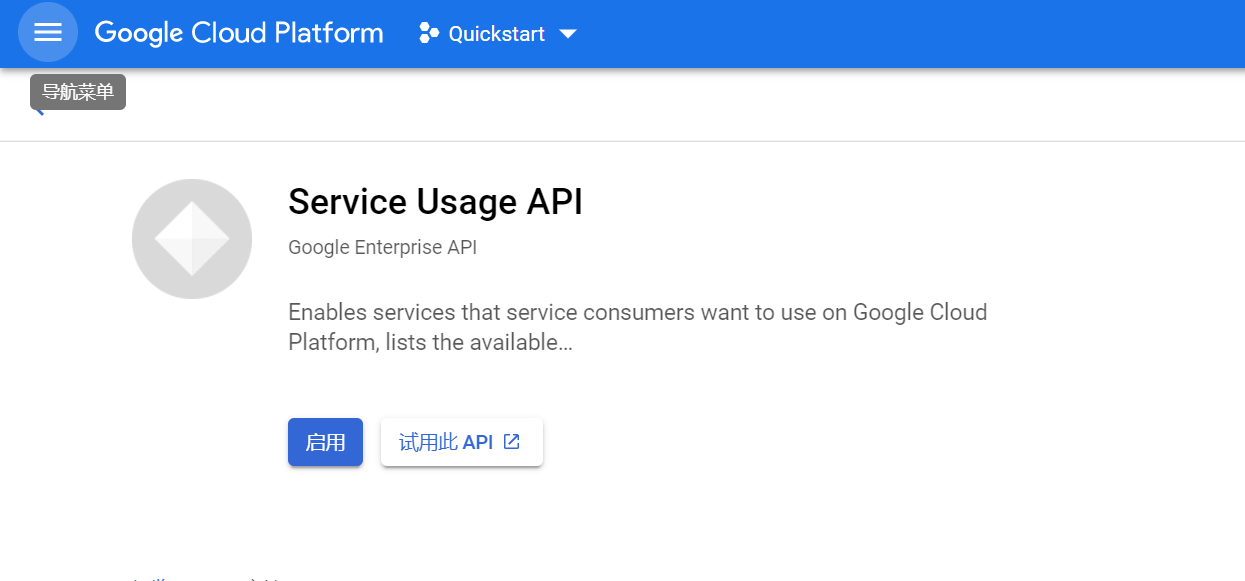 Google Cloud Platform Quickstart
导航菜单
Service Usage API
Google Enterprise API
Enables services that service consumers want to use on Google Cloud
Platform, lists the available…
启用 试用此 API